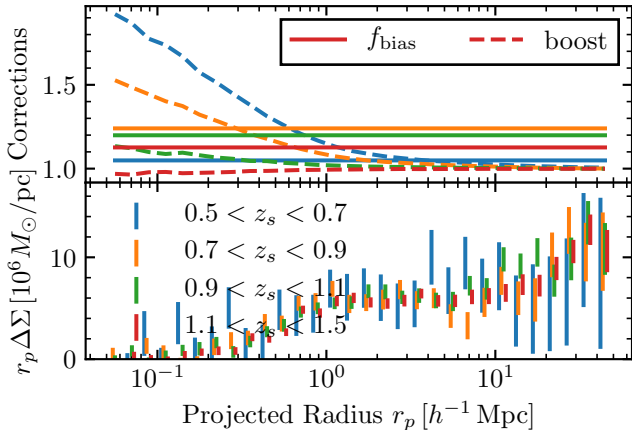 f_bias boost
Corrections
1.5
1.0
r_p ΔΣ [10^6 M_⊙/pc]
10
0
0.5 < z_s < 0.7
0.7 < z_s < 0.9
0.9 < z_s < 1.1
1.1 < z_s < 1.5
10^−1 10^0 10^1
Projected Radius r_p [h^−1 Mpc]